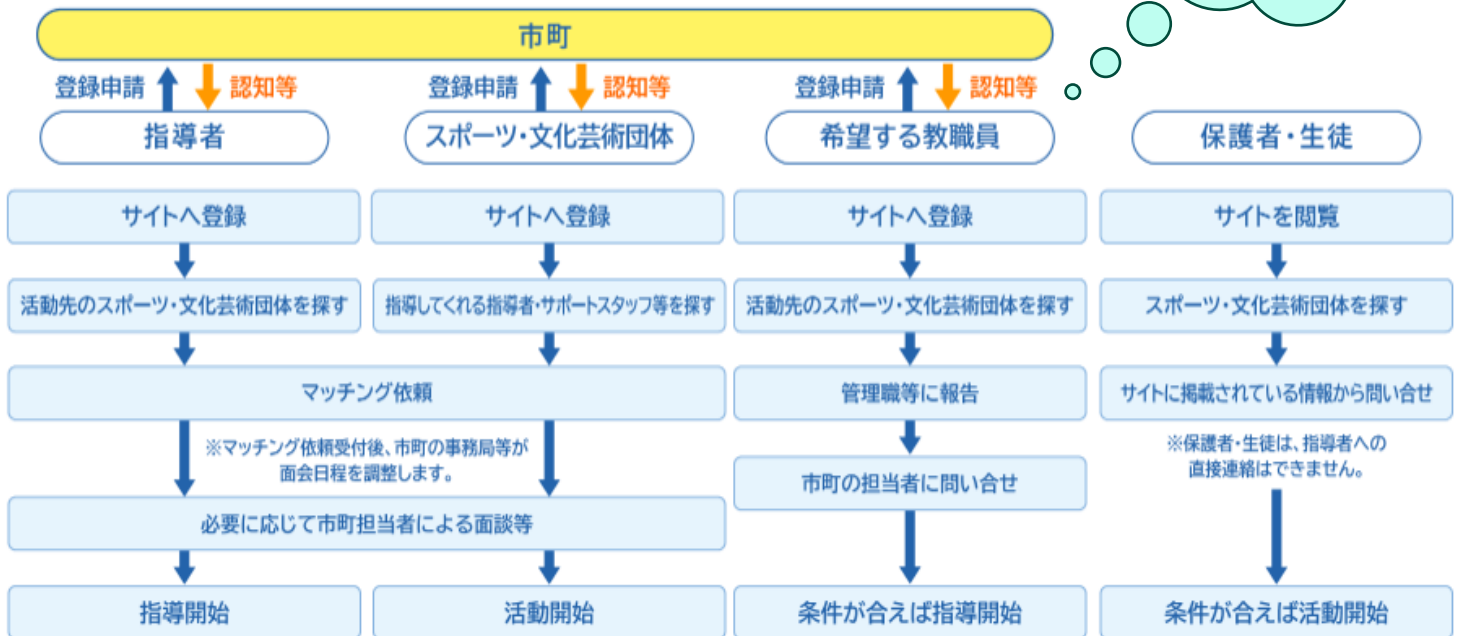 市町
登録申請 認知等 登録申請 認知等 登録申請 認知等
指導者 スポーツ・文化芸術団体 希望する教職員 保護者・生徒
サイトへ登録 サイトへ登録 サイトへ登録 サイトを閲覧
活動先のスポーツ・文化芸術団体を探す 指導してくれる指導者・サポートスタッフ等を探す 活動先のスポーツ・文化芸術団体を探す スポーツ・文化芸術団体を探す
マッチング依頼 管理職等に報告 サイトに掲載されている情報から問い合せ
※マッチング依頼受付後、市町の事務局等が
面会日程を調整します。
※保護者・生徒は、指導者への
直接連絡はできません。
市町の担当者に問い合せ
必要に応じて市町担当者による面談等
指導開始 活動開始 条件が合えば指導開始 条件が合えば活動開始